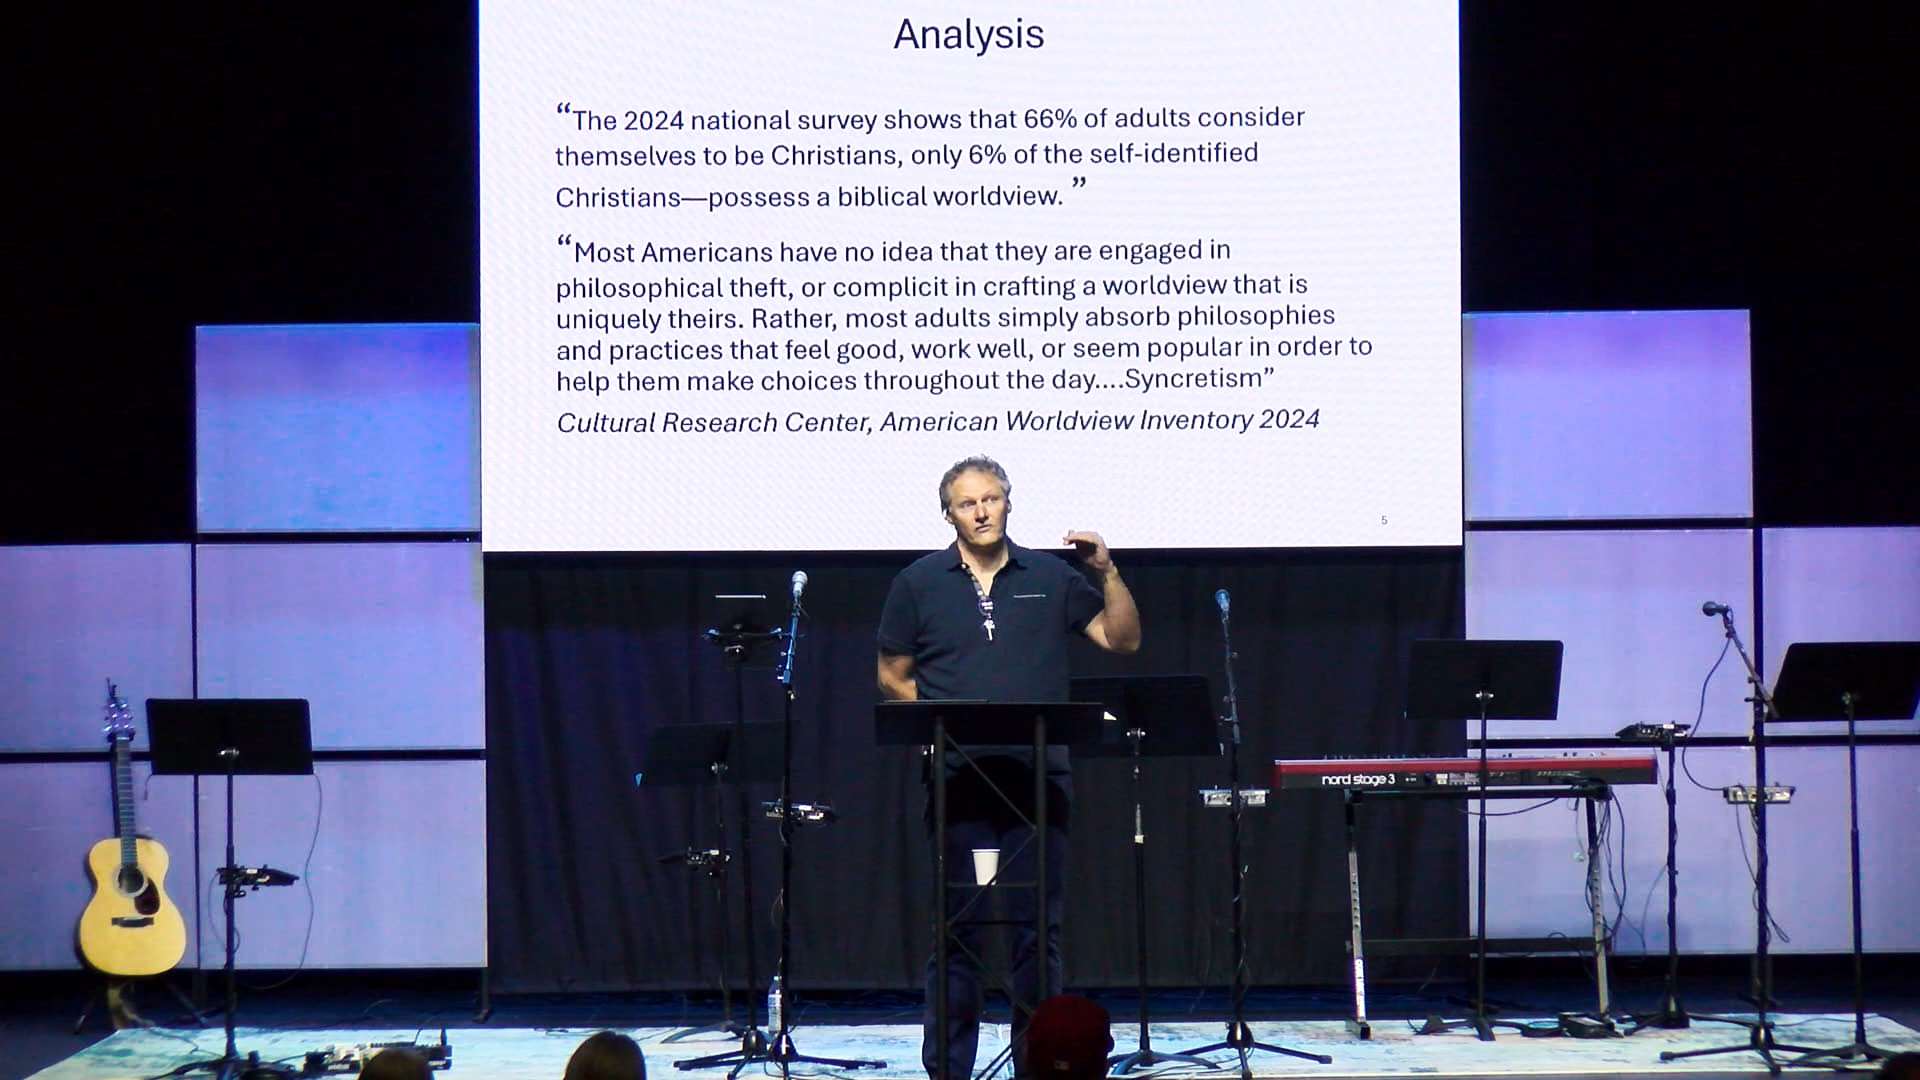 Analysis
“The 2024 national survey shows that 66% of adults consider
themselves to be Christians, only 6% of the self-identified
Christians—possess a biblical worldview. ”
“Most Americans have no idea that they are engaged in
philosophical theft, or complicit in crafting a worldview that is
uniquely theirs. Rather, most adults simply absorb philosophies
and practices that feel good, work well, or seem popular in order to
help them make choices throughout the day....Syncretism”
Cultural Research Center, American Worldview Inventory 2024
5
nord stage 3